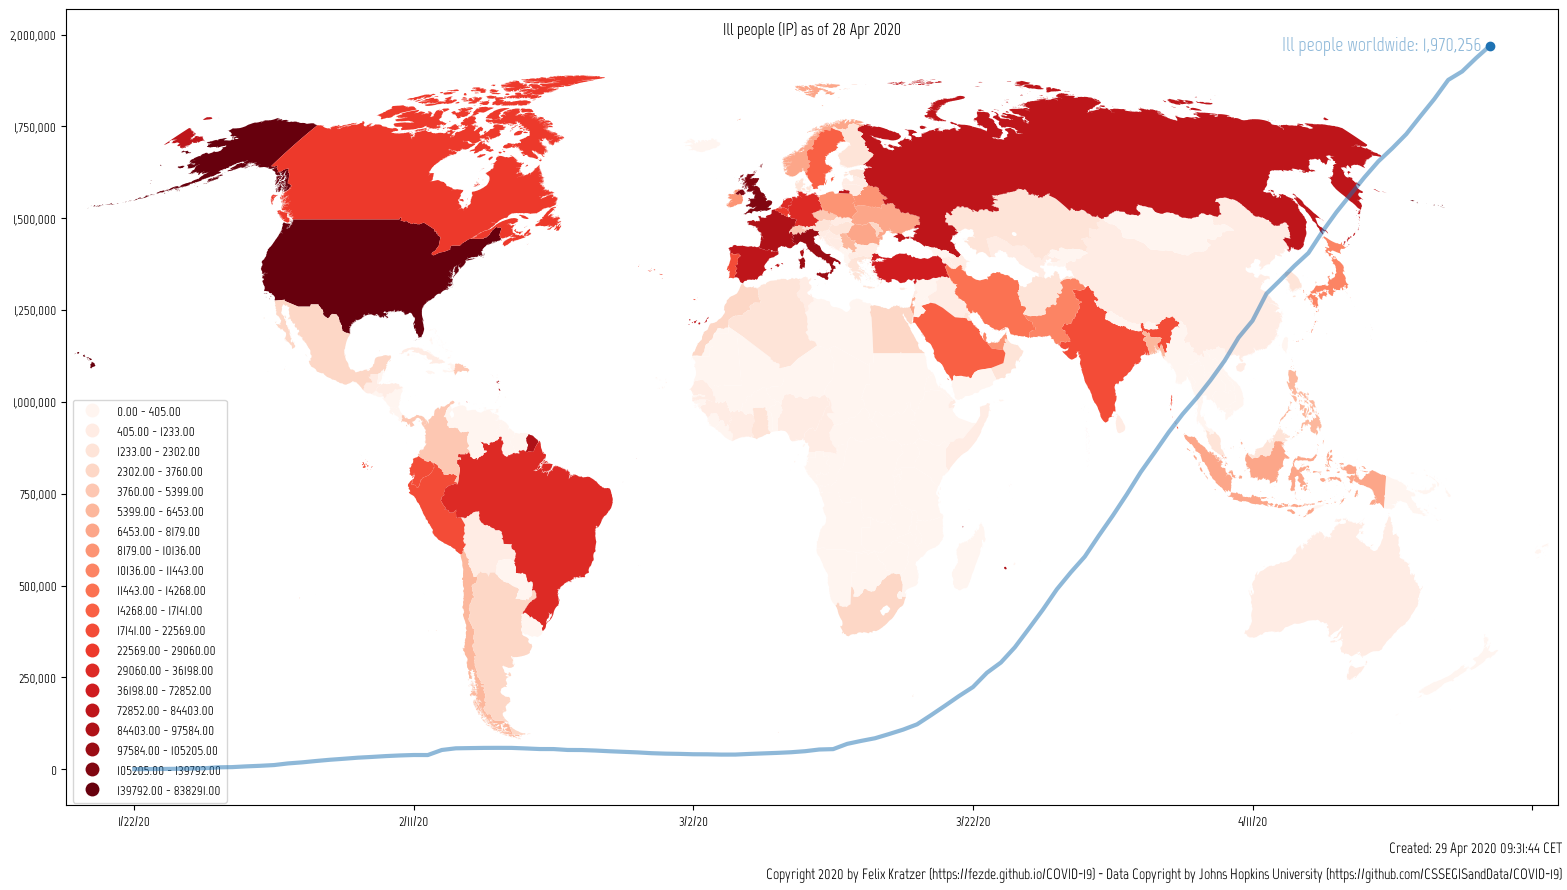 Ill people (IP) as of 28 Apr 2020
Ill people worldwide: 1,970,256
2,000,000
1,750,000
1,500,000
1,250,000
1,000,000
750,000
500,000
250,000
0
0.00 - 405.00
405.00 - 1233.00
1233.00 - 2302.00
2302.00 - 3760.00
3760.00 - 5399.00
5399.00 - 6453.00
6453.00 - 8179.00
8179.00 - 10136.00
10136.00 - 11443.00
11443.00 - 14268.00
14268.00 - 17141.00
17141.00 - 22569.00
22569.00 - 29060.00
29060.00 - 36198.00
36198.00 - 72852.00
72852.00 - 84403.00
84403.00 - 97584.00
97584.00 - 105205.00
105205.00 - 139792.00
139792.00 - 838291.00
1/22/20 2/11/20 3/2/20 3/22/20 4/11/20
Created: 29 Apr 2020 09:31:44 CET
Copyright 2020 by Felix Kratzer (https://fezde.github.io/COVID-19) - Data Copyright by Johns Hopkins University (https://github.com/CSSEGISandData/COVID-19)